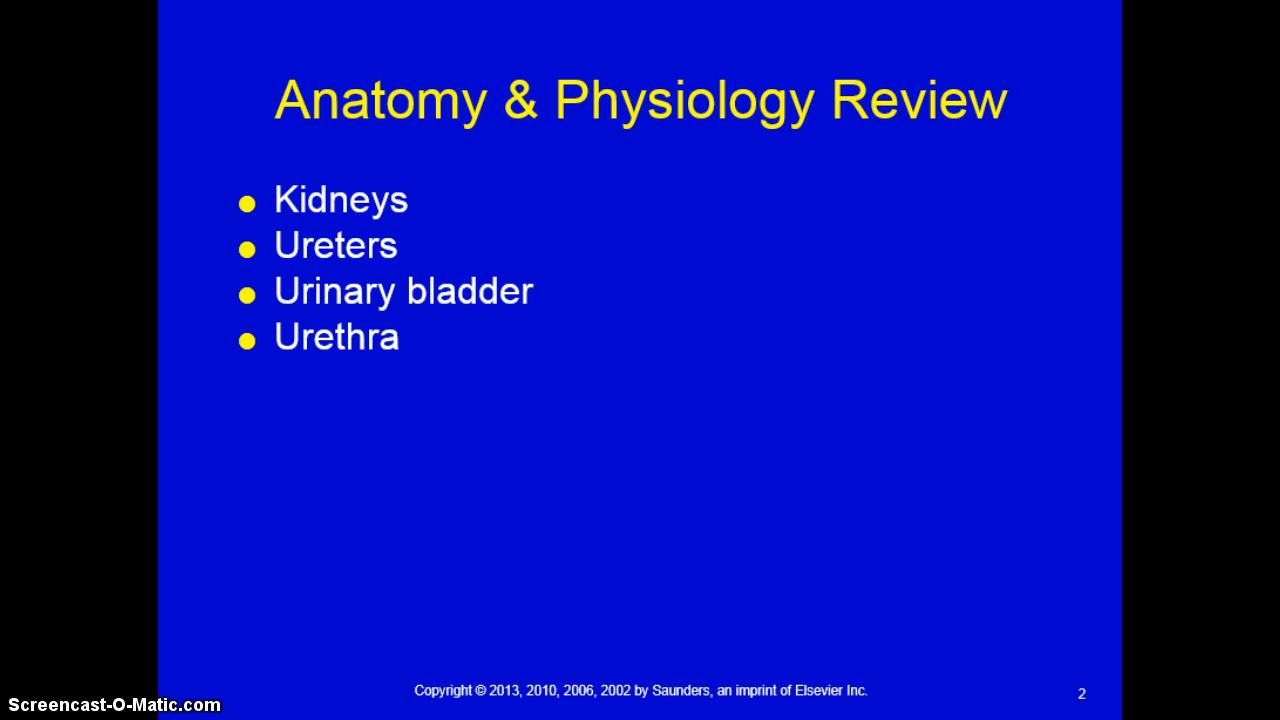 Anatomy & Physiology Review
Kidneys
Ureters
Urinary bladder
Urethra
Copyright © 2013, 2010, 2006, 2002 by Saunders, an imprint of Elsevier Inc.
2
Screencast-O-Matic.com